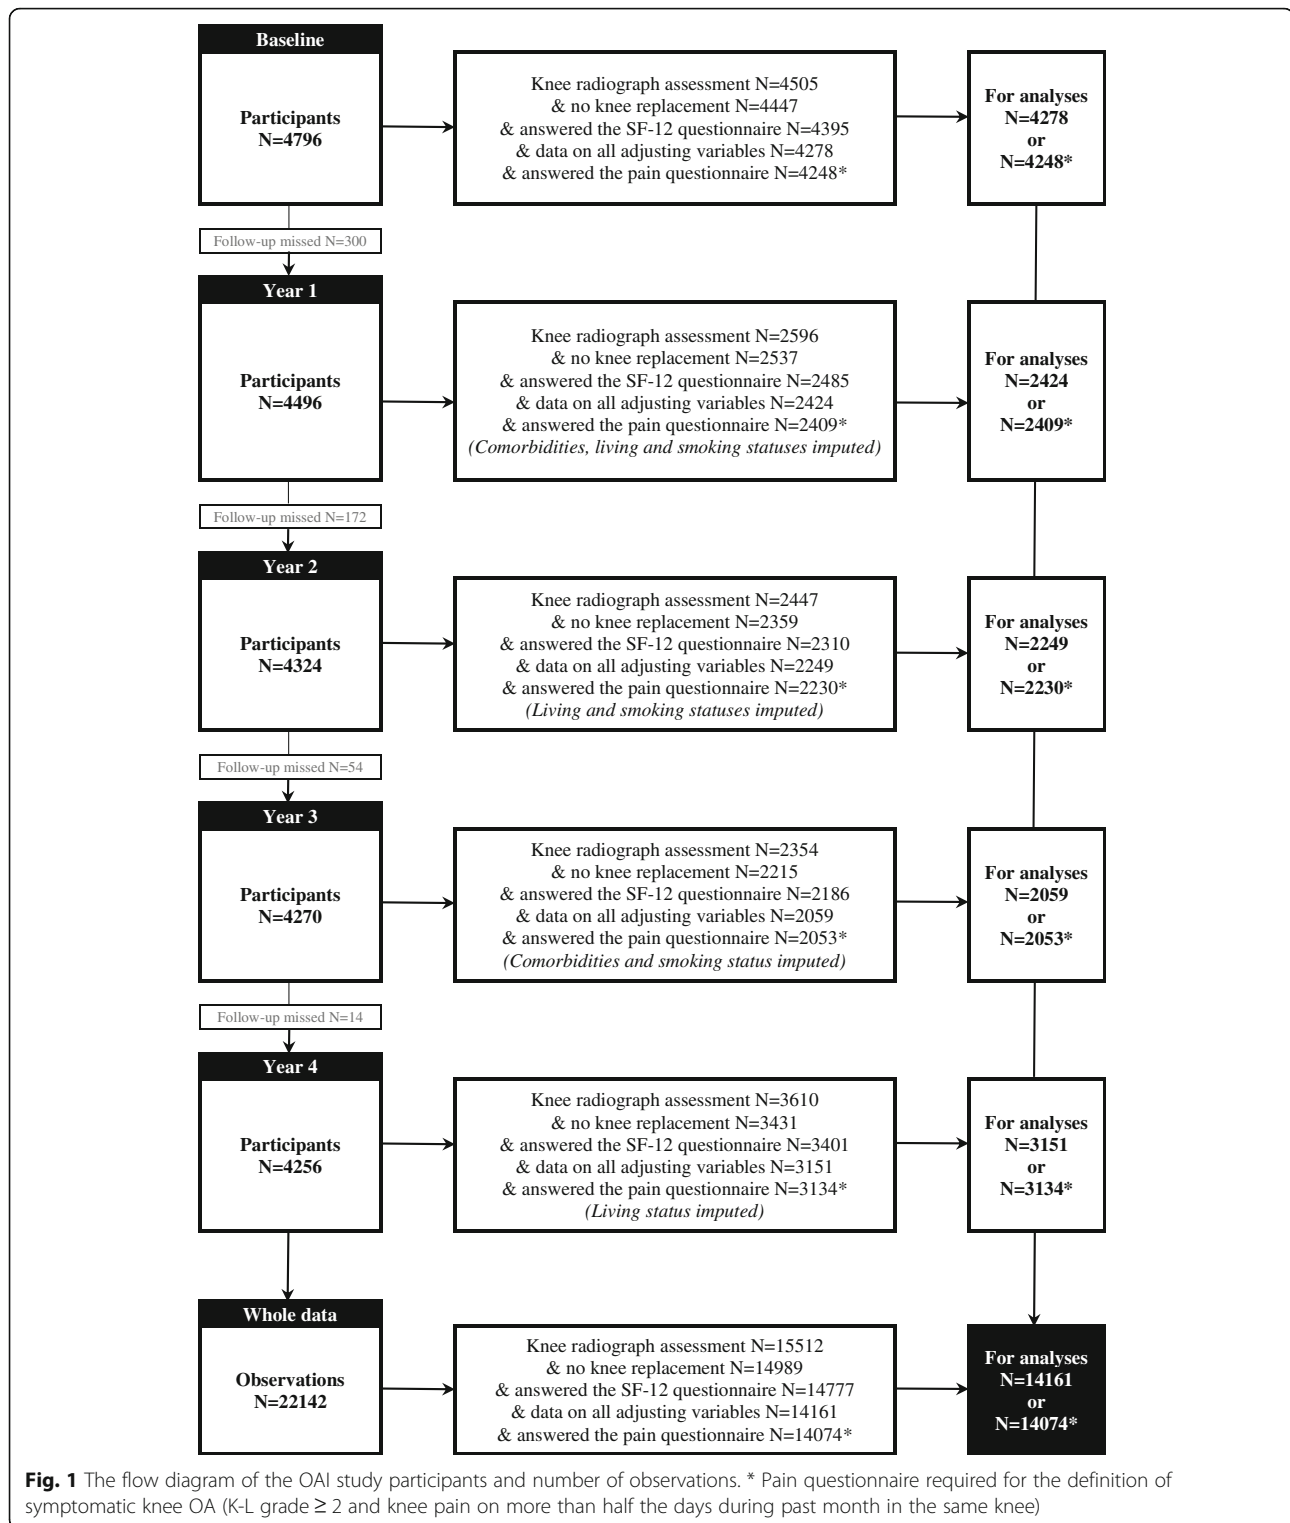 Baseline
Participants
N=4796
Knee radiograph assessment N=4505
& no knee replacement N=4447
& answered the SF-12 questionnaire N=4395
& data on all adjusting variables N=4278
& answered the pain questionnaire N=4248*
For analyses
N=4278
or
N=4248*
Follow-up missed N=300
Year 1
Participants
N=4496
Knee radiograph assessment N=2596
& no knee replacement N=2537
& answered the SF-12 questionnaire N=2485
& data on all adjusting variables N=2424
& answered the pain questionnaire N=2409*
(Comorbidities, living and smoking statuses imputed)
For analyses
N=2424
or
N=2409*
Follow-up missed N=172
Year 2
Participants
N=4324
Knee radiograph assessment N=2447
& no knee replacement N=2359
& answered the SF-12 questionnaire N=2310
& data on all adjusting variables N=2249
& answered the pain questionnaire N=2230*
(Living and smoking statuses imputed)
For analyses
N=2249
or
N=2230*
Follow-up missed N=54
Year 3
Participants
N=4270
Knee radiograph assessment N=2354
& no knee replacement N=2215
& answered the SF-12 questionnaire N=2186
& data on all adjusting variables N=2059
& answered the pain questionnaire N=2053*
(Comorbidities and smoking status imputed)
For analyses
N=2059
or
N=2053*
Follow-up missed N=14
Year 4
Participants
N=4256
Knee radiograph assessment N=3610
& no knee replacement N=3431
& answered the SF-12 questionnaire N=3401
& data on all adjusting variables N=3151
& answered the pain questionnaire N=3134*
(Living status imputed)
For analyses
N=3151
or
N=3134*
Whole data
Observations
N=22142
Knee radiograph assessment N=15512
& no knee replacement N=14989
& answered the SF-12 questionnaire N=14777
& data on all adjusting variables N=14161
& answered the pain questionnaire N=14074*
For analyses
N=14161
or
N=14074*
Fig. 1 The flow diagram of the OAI study participants and number of observations. * Pain questionnaire required for the definition of
symptomatic knee OA (K-L grade ≥ 2 and knee pain on more than half the days during past month in the same knee)